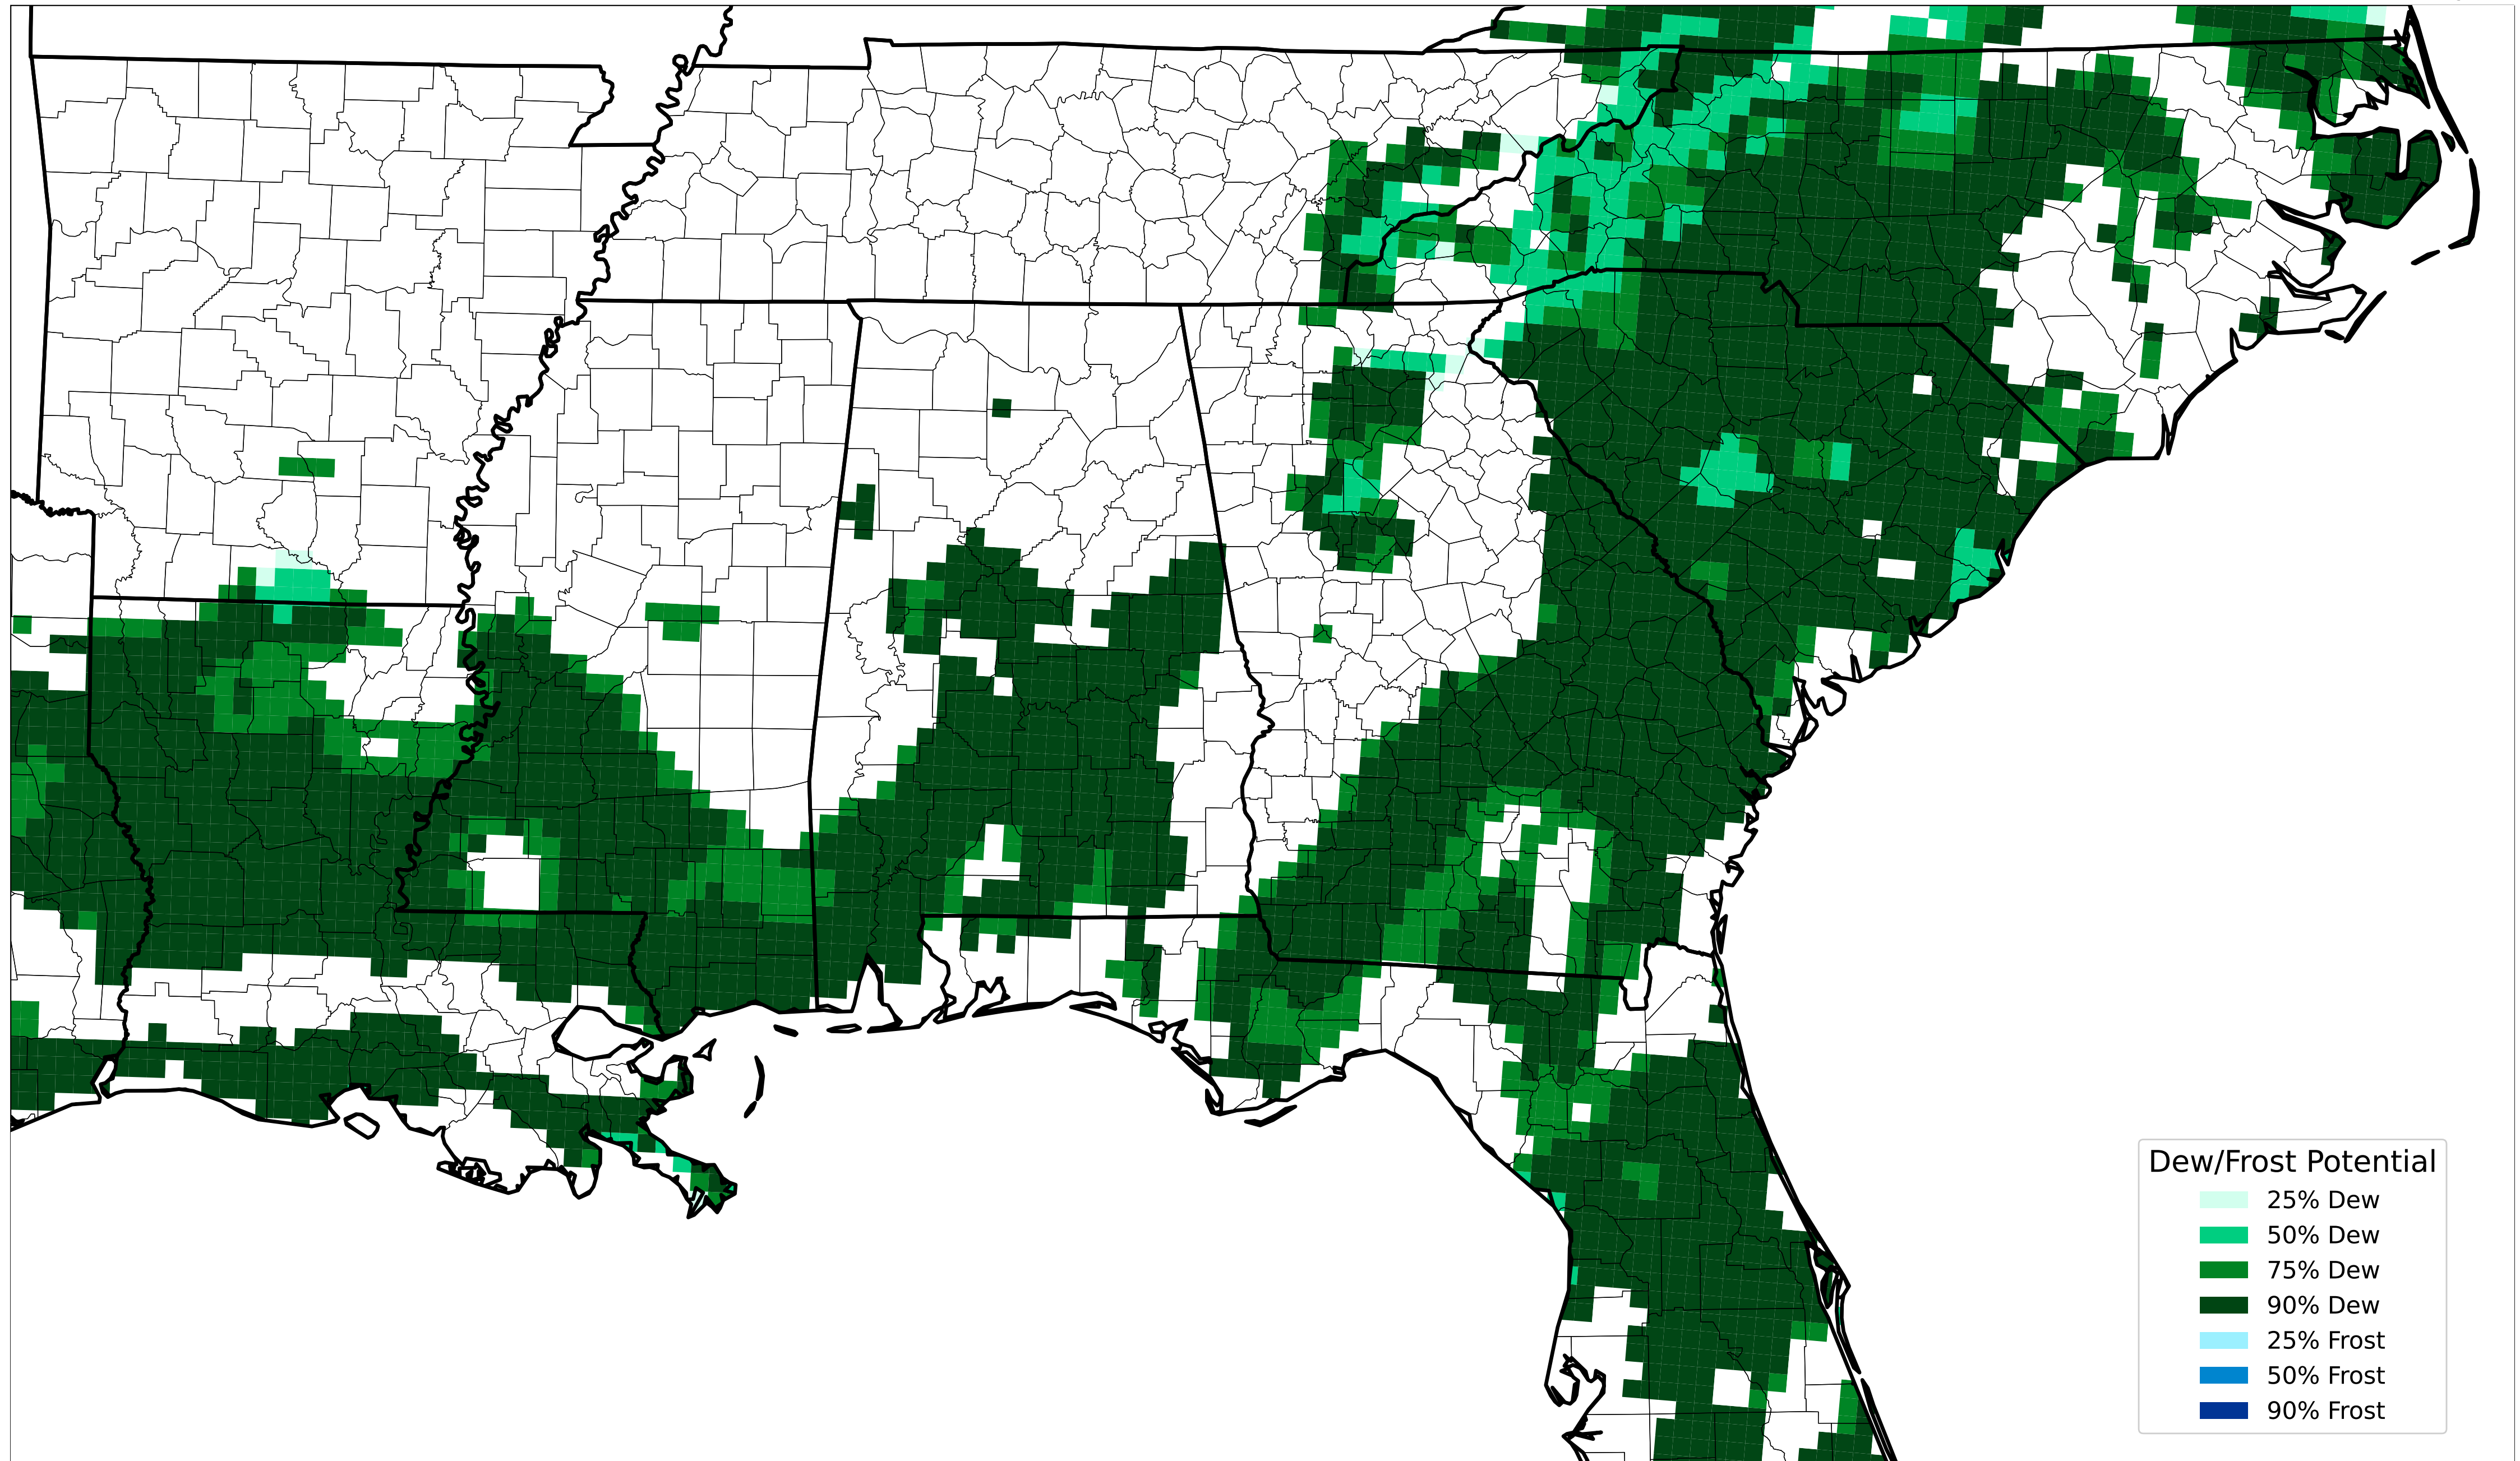 Dew/Frost Potential
25% Dew
50% Dew
75% Dew
90% Dew
25% Frost
50% Frost
90% Frost